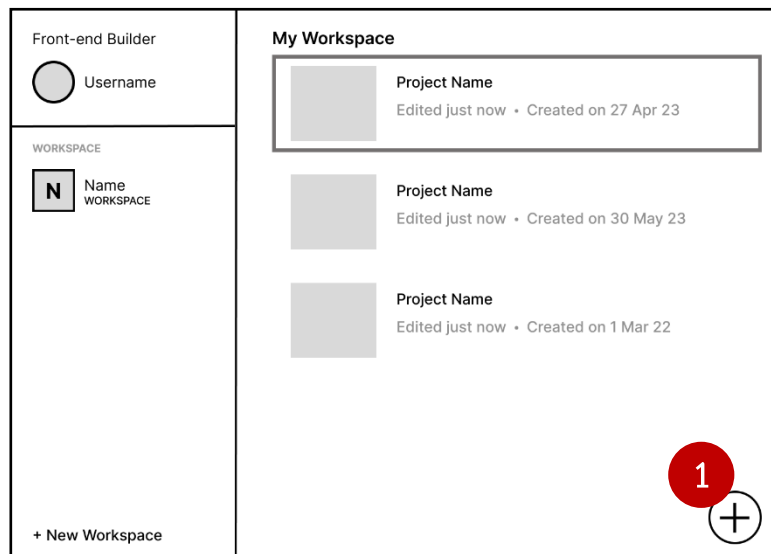 Front-end Builder
Username
WORKSPACE
N
Name
WORKSPACE
+ New Workspace
My Workspace
Project Name
Edited just now • Created on 27 Apr 23
Project Name
Edited just now • Created on 30 May 23
Project Name
Edited just now • Created on 1 Mar 22
1